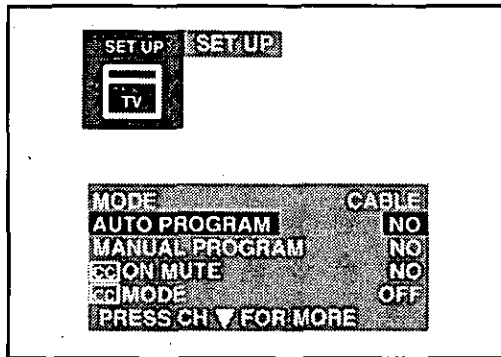 SET UP SET UP
TV
MODE CABLE
AUTO PROGRAM NO
MANUAL PROGRAM NO
CC ON MUTE NO
CC MODE OFF
PRESS CH ▼ FOR MORE